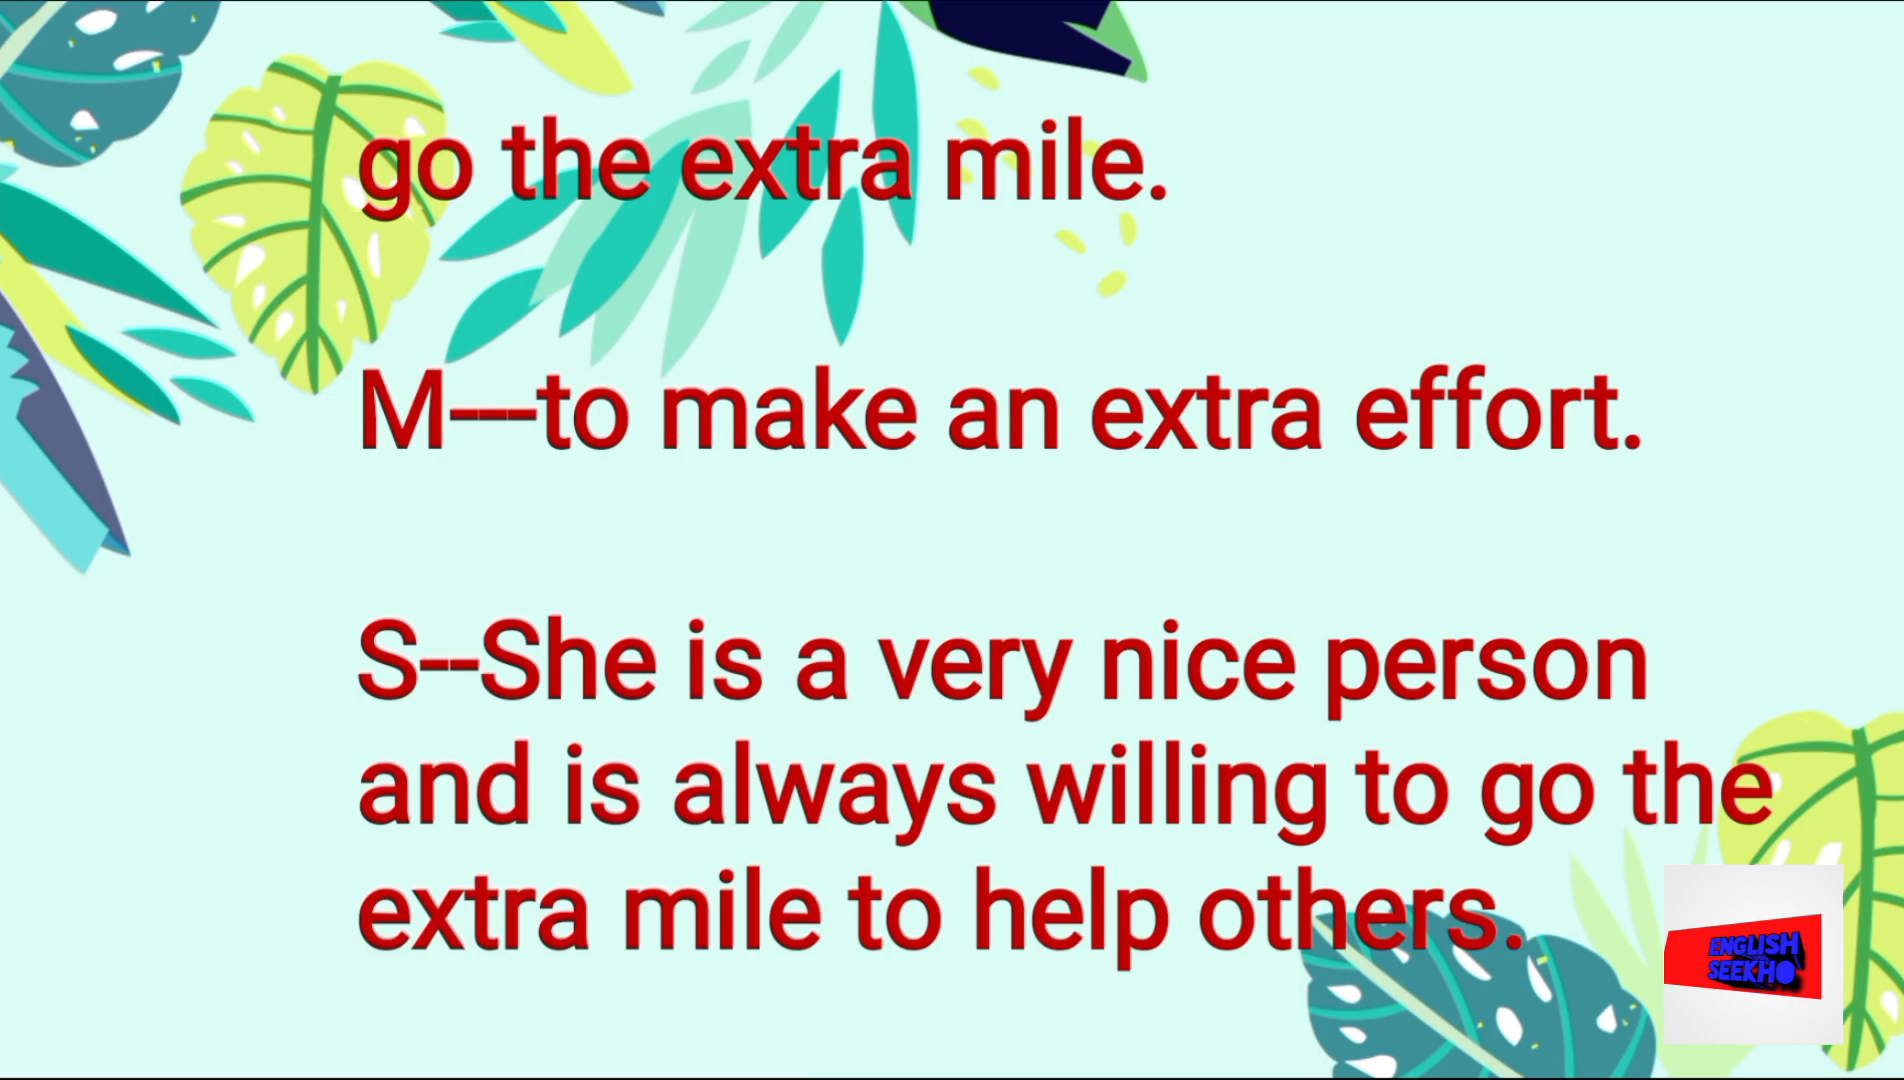 go the extra mile.
M---to make an extra effort.
S--She is a very nice person
and is always willing to go the
extra mile to help others.
ENGLISH
SEEKHO